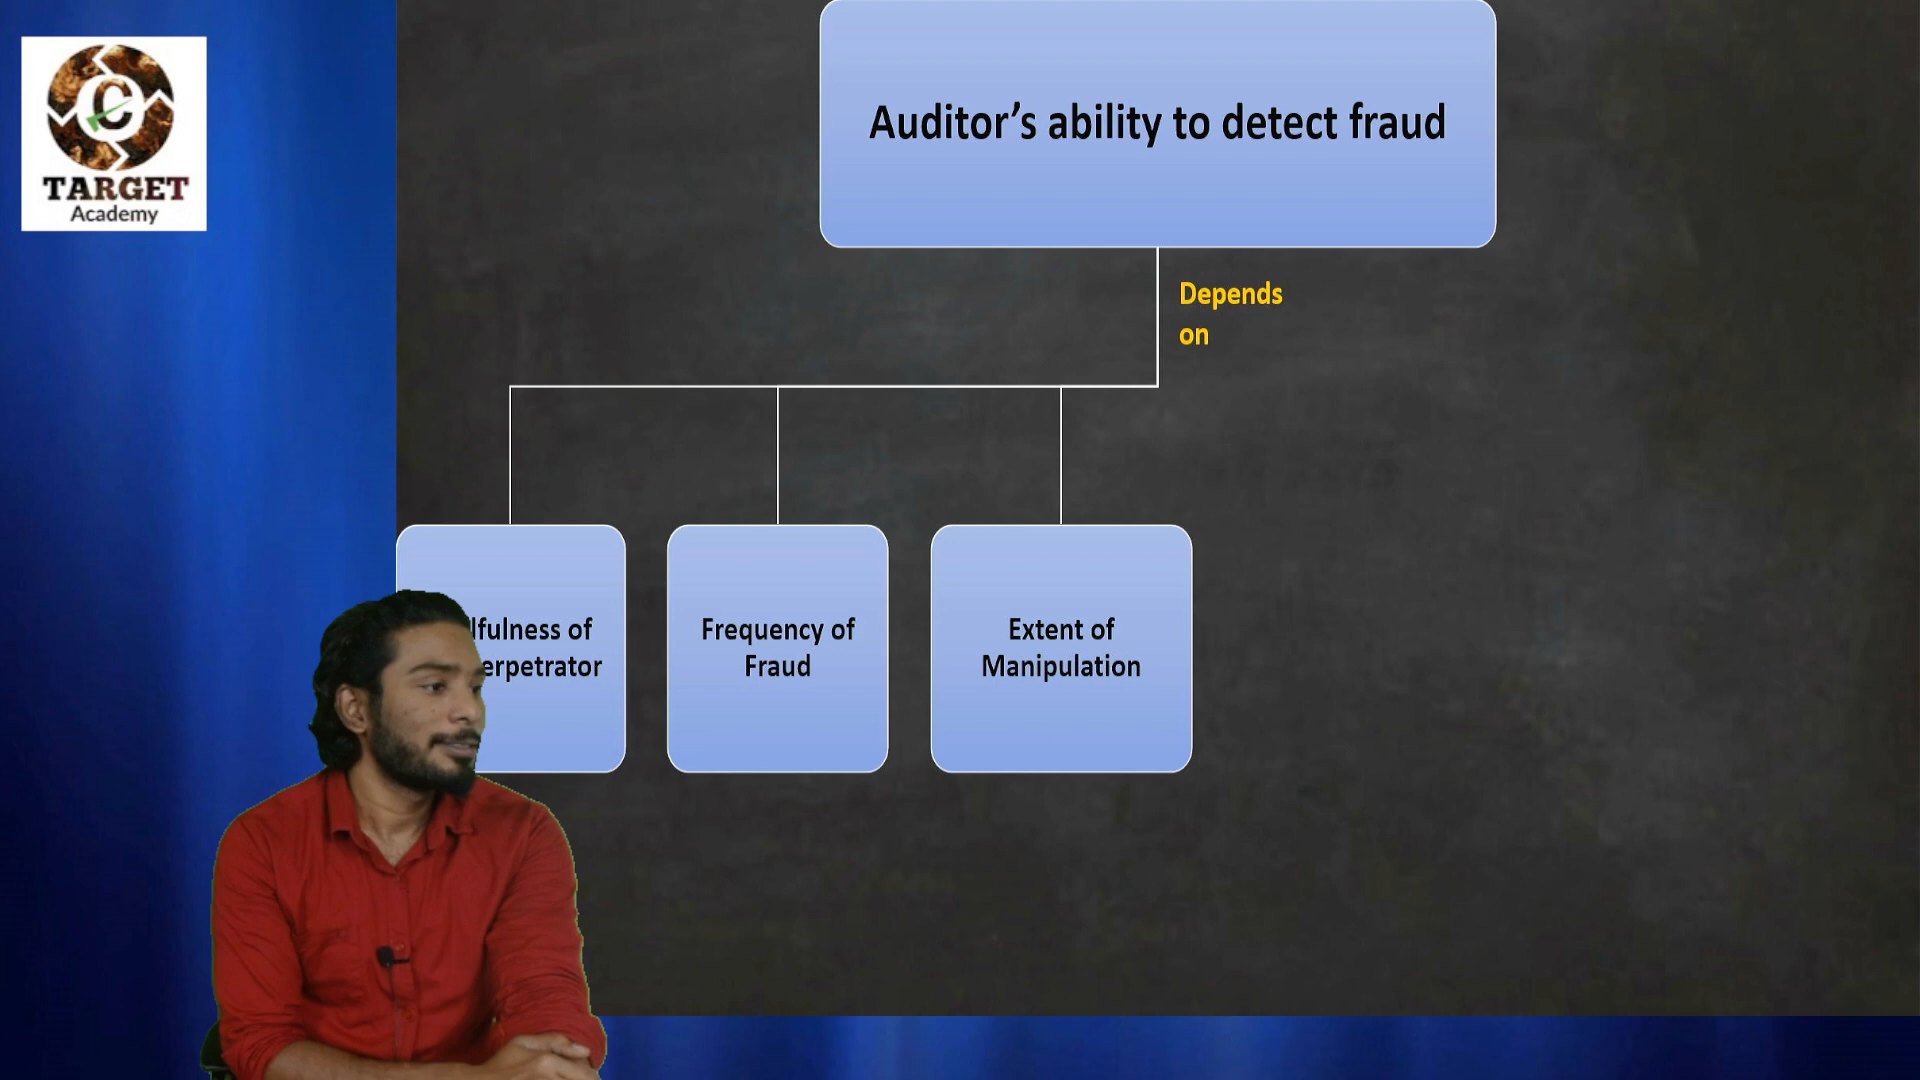 C
TARGET
Academy
Auditor’s ability to detect fraud
Depends
on
lfulness of
erpetrator
Frequency of
Fraud
Extent of
Manipulation